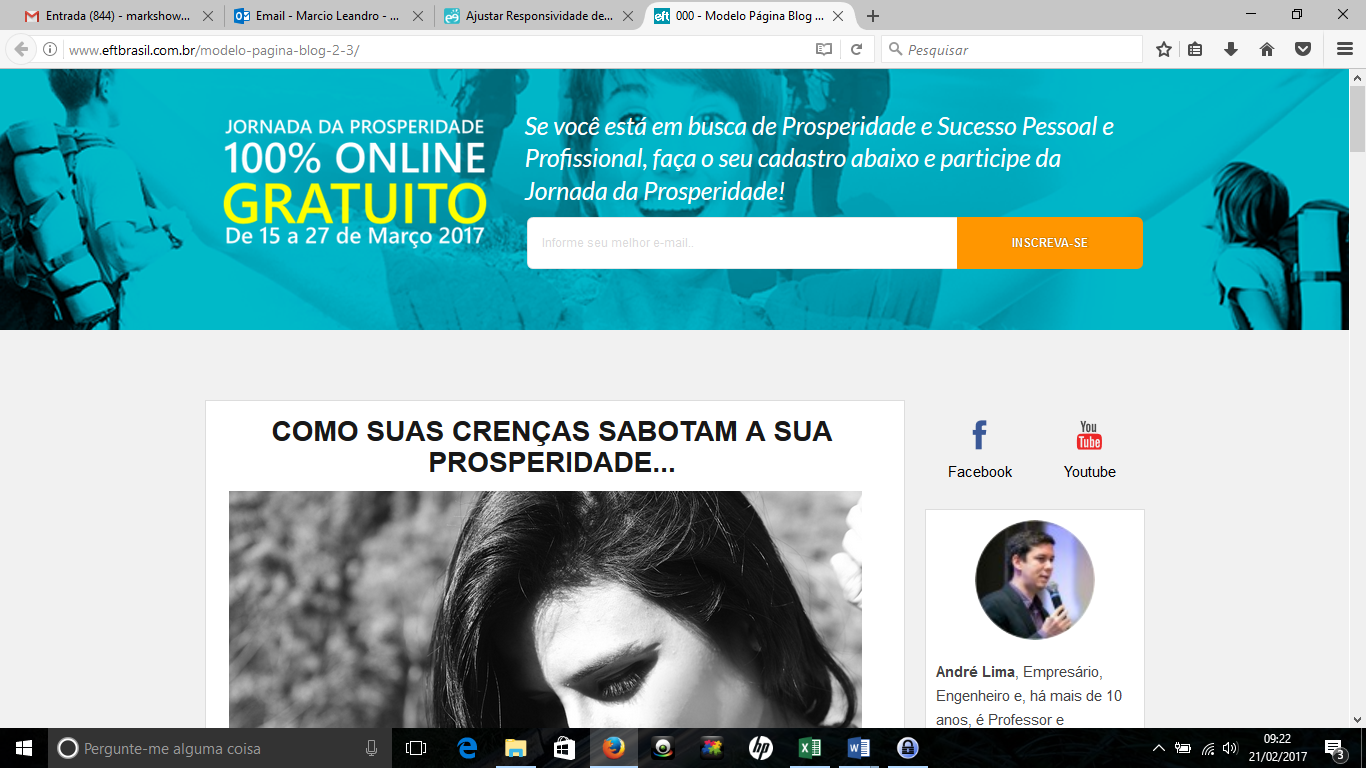 Entrada (844) - markshow...
Email - Marcio Leandro - ...
Ajustar Responsividade de...
eft 000 - Modelo Página Blog ...
www.eftbrasil.com.br/modelo-pagina-blog-2-3/
Pesquisar
JORNADA DA PROSPERIDADE
100% ONLINE
GRATUITO
De 15 a 27 de Março 2017
Se você está em busca de Prosperidade e Sucesso Pessoal e
Profissional, faça o seu cadastro abaixo e participe da
Jornada da Prosperidade!
Informe seu melhor e-mail..
INSCREVA-SE
COMO SUAS CRENÇAS SABOTAM A SUA
PROSPERIDADE...
f
You
Tube
Facebook
Youtube
André Lima, Empresário,
Engenheiro e, há mais de 10
anos, é Professor e
Pergunte-me alguma coisa
hp
09:22
21/02/2017
3